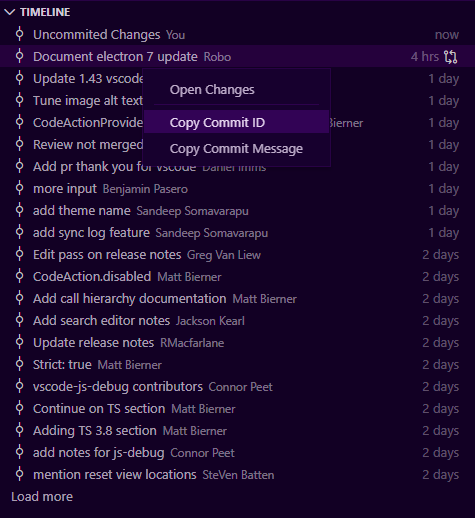 TIMELINE
Uncommited Changes You now
Document electron 7 update Robo 4 hrs
Update 1.43 vscode 1 day
Open Changes
Tune image alt text 1 day
CodeActionProvide Bierner 1 day
Copy Commit ID
Review not merged 1 day
Copy Commit Message
Add pr thank you for vscode Daniel Imms 1 day
more input Benjamin Pasero 1 day
add theme name Sandeep Somavarapu 1 day
add sync log feature Sandeep Somavarapu 1 day
Edit pass on release notes Greg Van Liew 2 days
CodeAction.disabled Matt Bierner 2 days
Add call hierarchy documentation Matt Bierner 2 days
Add search editor notes Jackson Kearl 2 days
Update release notes RMacfarlane 2 days
Strict: true Matt Bierner 2 days
vscode-js-debug contributors Connor Peet 2 days
Continue on TS section Matt Bierner 2 days
Adding TS 3.8 section Matt Bierner 2 days
add notes for js-debug Connor Peet 2 days
mention reset view locations SteVen Batten 2 days
Load more